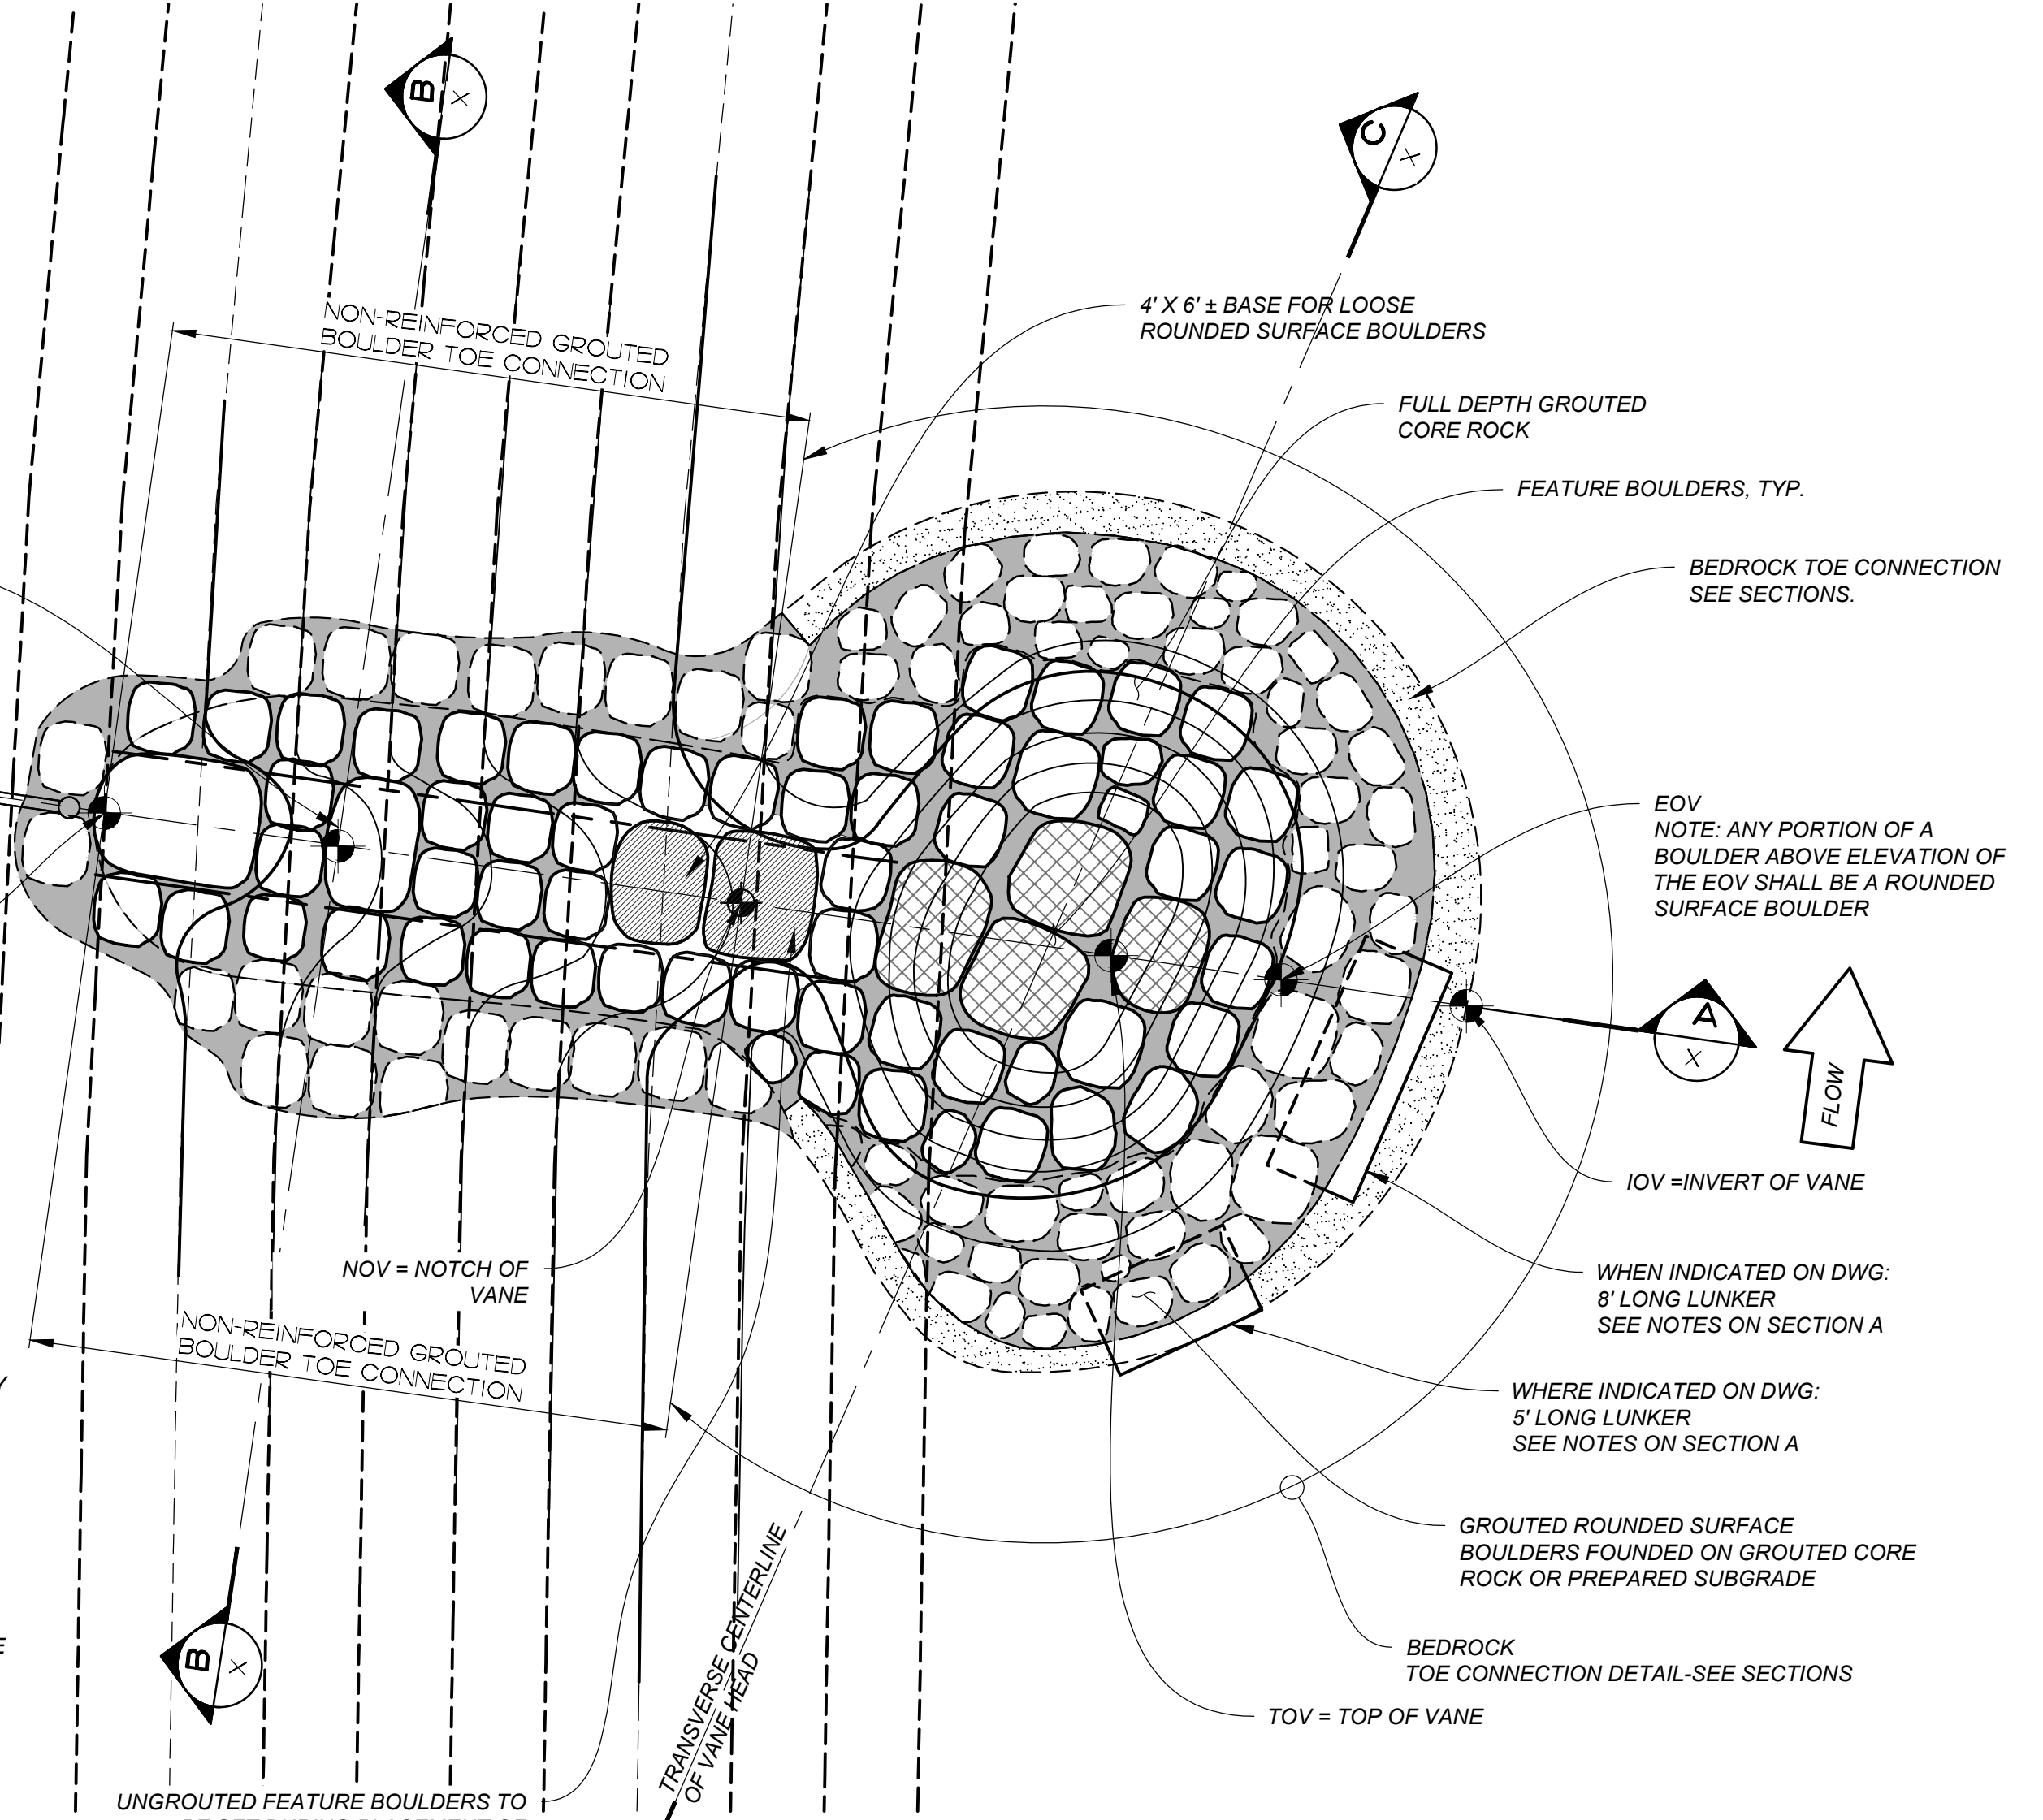 B
X
C
X
NON-REINFORCED GROUTED
BOULDER TOE CONNECTION
4' X 6' ± BASE FOR LOOSE
ROUNDED SURFACE BOULDERS
FULL DEPTH GROUTED
CORE ROCK
FEATURE BOULDERS, TYP.
BEDROCK TOE CONNECTION
SEE SECTIONS.
EOV
NOTE: ANY PORTION OF A
BOULDER ABOVE ELEVATION OF
THE EOV SHALL BE A ROUNDED
SURFACE BOULDER
A
X
FLOW
IOV =INVERT OF VANE
NOV = NOTCH OF
VANE
WHEN INDICATED ON DWG:
8' LONG LUNKER
SEE NOTES ON SECTION A
NON-REINFORCED GROUTED
BOULDER TOE CONNECTION
WHERE INDICATED ON DWG:
5' LONG LUNKER
SEE NOTES ON SECTION A
GROUTED ROUNDED SURFACE
BOULDERS FOUNDED ON GROUTED CORE
ROCK OR PREPARED SUBGRADE
TRANSVERSE CENTERLINE
OF VANE HEAD
BEDROCK
TOE CONNECTION DETAIL-SEE SECTIONS
B
X
TOV = TOP OF VANE
UNGROUTED FEATURE BOULDERS TO